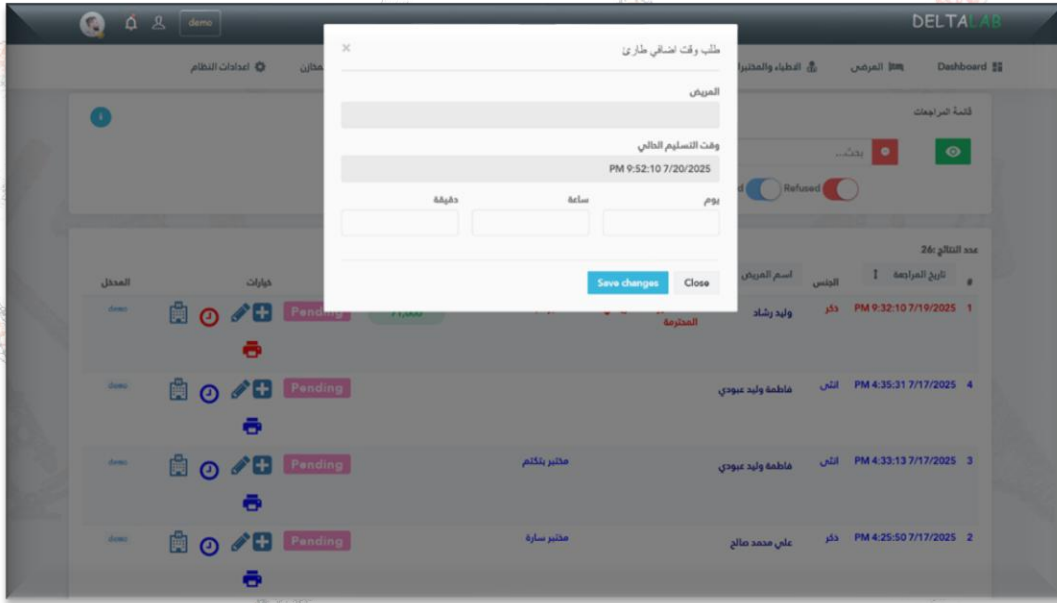 demo
DELTALAB
Dashboard
المرضى
الاطباء والمختبرا
مخازن
اعدادات النظام
طلب وقت اضافي طارئ
×
المريض
وقت التسليم الحالي
PM 9:52:10 7/20/2025
يوم
ساعة
دقيقة
Close
Save changes
قائمة المراجعات
بحث...
Refused
عدد النتائج :26
# تاريخ المراجعة الجنس اسم المريض خيارات المدخل
1 PM 9:32:10 7/19/2025 ذكر وليد رشاد Pending demo
المحترمة
4 PM 4:35:31 7/17/2025 انثى فاطمة وليد عبودي Pending demo
3 PM 4:33:13 7/17/2025 انثى فاطمة وليد عبودي مختبر يتكلم Pending demo
2 PM 4:25:50 7/17/2025 ذكر علي محمد صالح مختبر سارة Pending demo